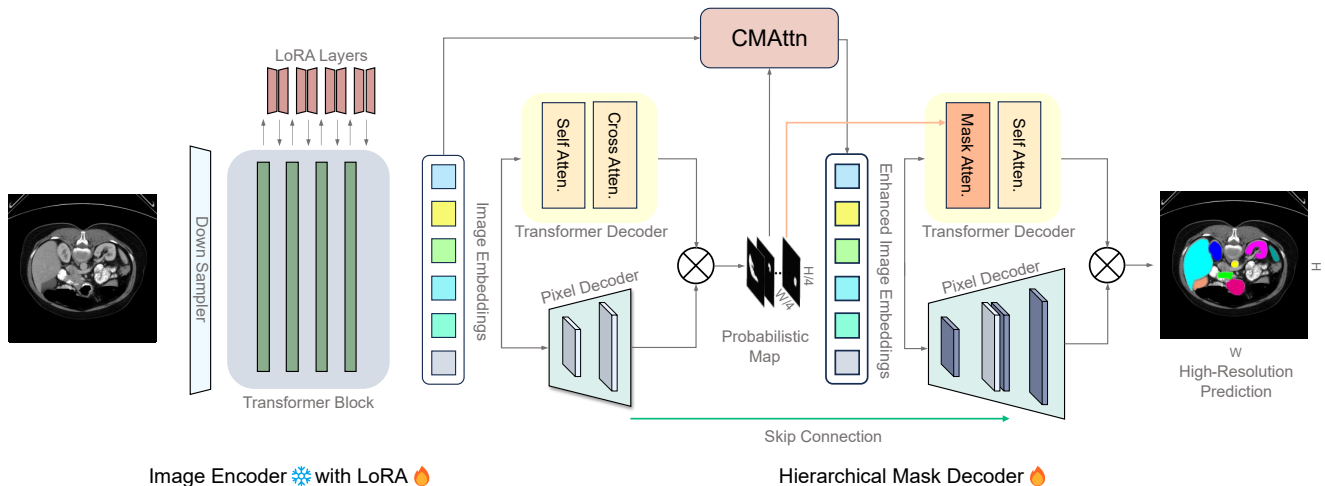 CMAttn
LoRA Layers
Self Atten.
Cross Atten.
Mask Atten.
Self Atten.
Down Sampler
Image Embeddings
Transformer Decoder
Enhanced Image Embeddings
Transformer Decoder
Pixel Decoder
H/4
W/4
Pixel Decoder
H
Probabilistic
Map
W
High-Resolution
Prediction
Transformer Block
Skip Connection
Image Encoder with LoRA
Hierarchical Mask Decoder